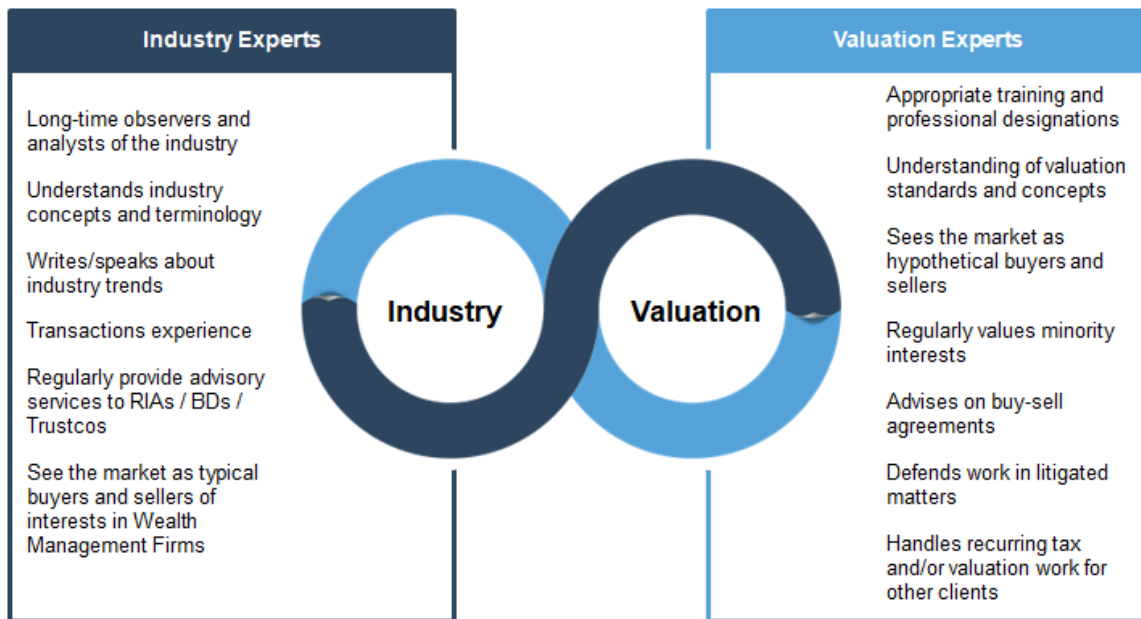 Industry Experts
Long-time observers and
analysts of the industry
Understands industry
concepts and terminology
Writes/speaks about
industry trends
Transactions experience
Regularly provide advisory
services to RIAs / BDs /
Trustcos
See the market as typical
buyers and sellers of
interests in Wealth
Management Firms
Industry
Valuation
Valuation Experts
Appropriate training and
professional designations
Understanding of valuation
standards and concepts
Sees the market as
hypothetical buyers and
sellers
Regularly values minority
interests
Advises on buy-sell
agreements
Defends work in litigated
matters
Handles recurring tax
and/or valuation work for
other clients